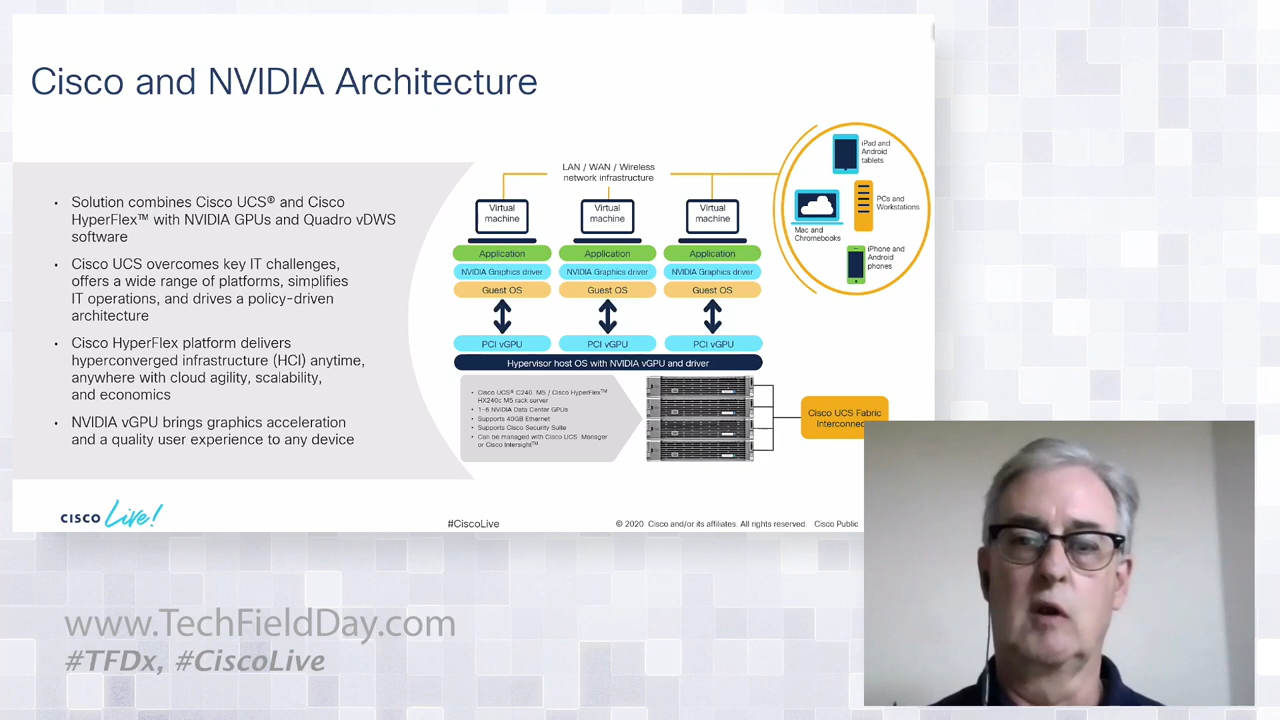 Cisco and NVIDIA Architecture
• Solution combines Cisco UCS® and Cisco
HyperFlex™ with NVIDIA GPUs and Quadro vDWS
software
• Cisco UCS overcomes key IT challenges,
offers a wide range of platforms, simplifies
IT operations, and drives a policy-driven
architecture
• Cisco HyperFlex platform delivers
hyperconverged infrastructure (HCI) anytime,
anywhere with cloud agility, scalability,
and economics
• NVIDIA vGPU brings graphics acceleration
and a quality user experience to any device
LAN / WAN / Wireless
network infrastructure
Virtual
machine
Virtual
machine
Virtual
machine
Application
Application
Application
NVIDIA Graphics driver
NVIDIA Graphics driver
NVIDIA Graphics driver
Guest OS
Guest OS
Guest OS
PCI vGPU
PCI vGPU
PCI vGPU
Hypervisor host OS with NVIDIA vGPU and driver
• Cisco UCS® C240 M5 / Cisco HyperFlex™
HX240c M5 rack server
• 1-6 NVIDIA Data Center GPUs
• Supports 40GB Ethernet
• Supports Cisco Security Suite
• Can be managed with Cisco UCS Manager
or Cisco Intersight™
iPad and
Android
tablets
PCs and
Workstations
Mac and
Chromebooks
iPhone and
Android
phones
Cisco UCS Fabric
Interconnec
CISCO Live!
#CiscoLive
© 2020 Cisco and/or its affiliates. All rights reserved. Cisco Public
www.TechFieldDay.com
#TFDx, #CiscoLive